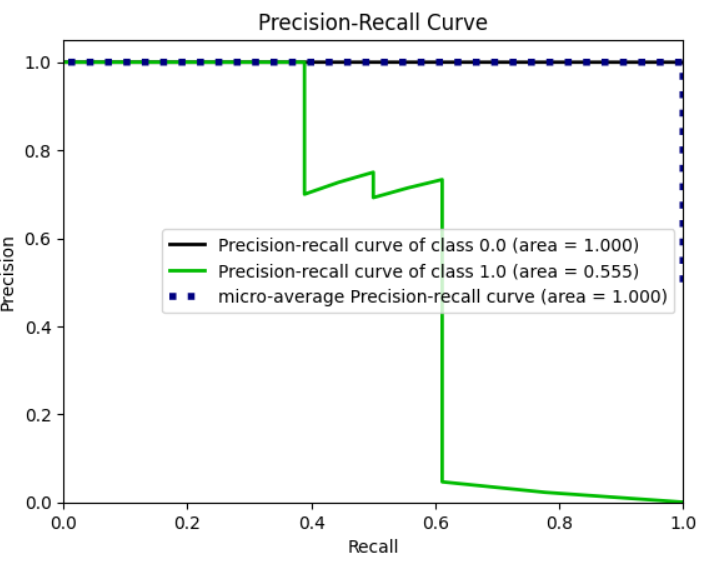 Precision-Recall Curve
1.0
0.8
0.6
0.4
0.2
0.0
Precision
Precision-recall curve of class 0.0 (area = 1.000)
Precision-recall curve of class 1.0 (area = 0.555)
micro-average Precision-recall curve (area = 1.000)
0.0 0.2 0.4 0.6 0.8 1.0
Recall